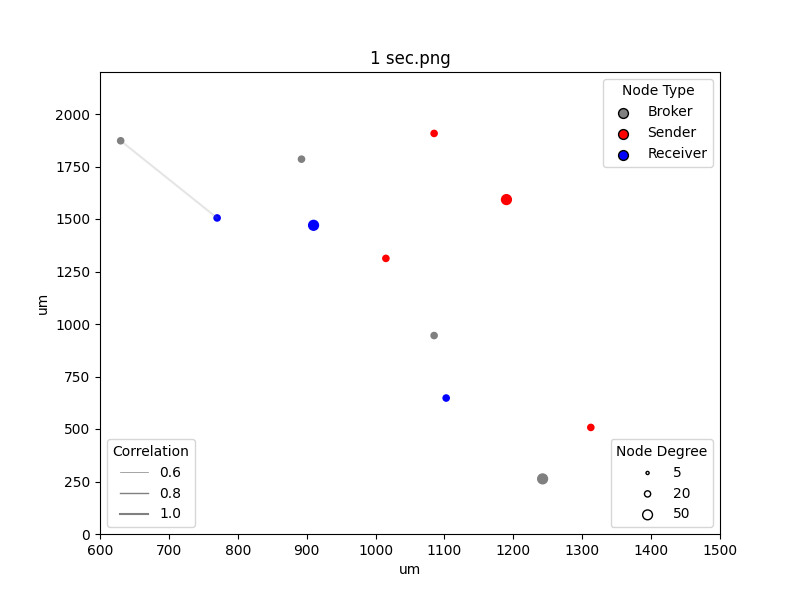 1 sec.png
Node Type
Broker
Sender
Receiver
2000
1750
1500
1250
1000
750
500
250
0
um
Correlation
0.6
0.8
1.0
Node Degree
5
20
50
600 700 800 900 1000 1100 1200 1300 1400 1500
um